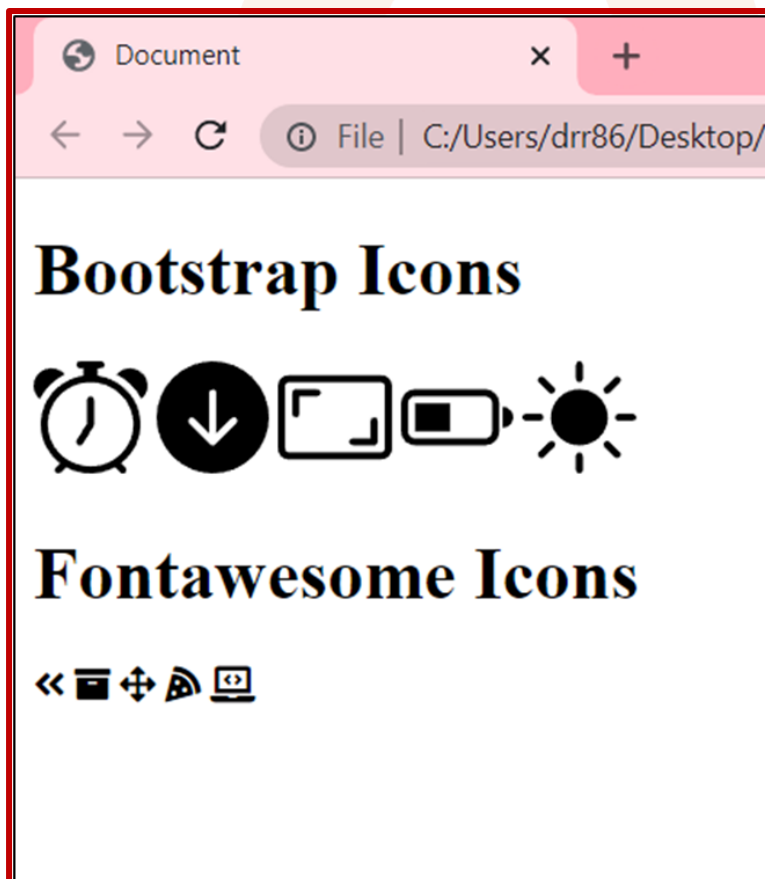 Document
File | C:/Users/drr86/Desktop/
Bootstrap Icons
Fontawesome Icons